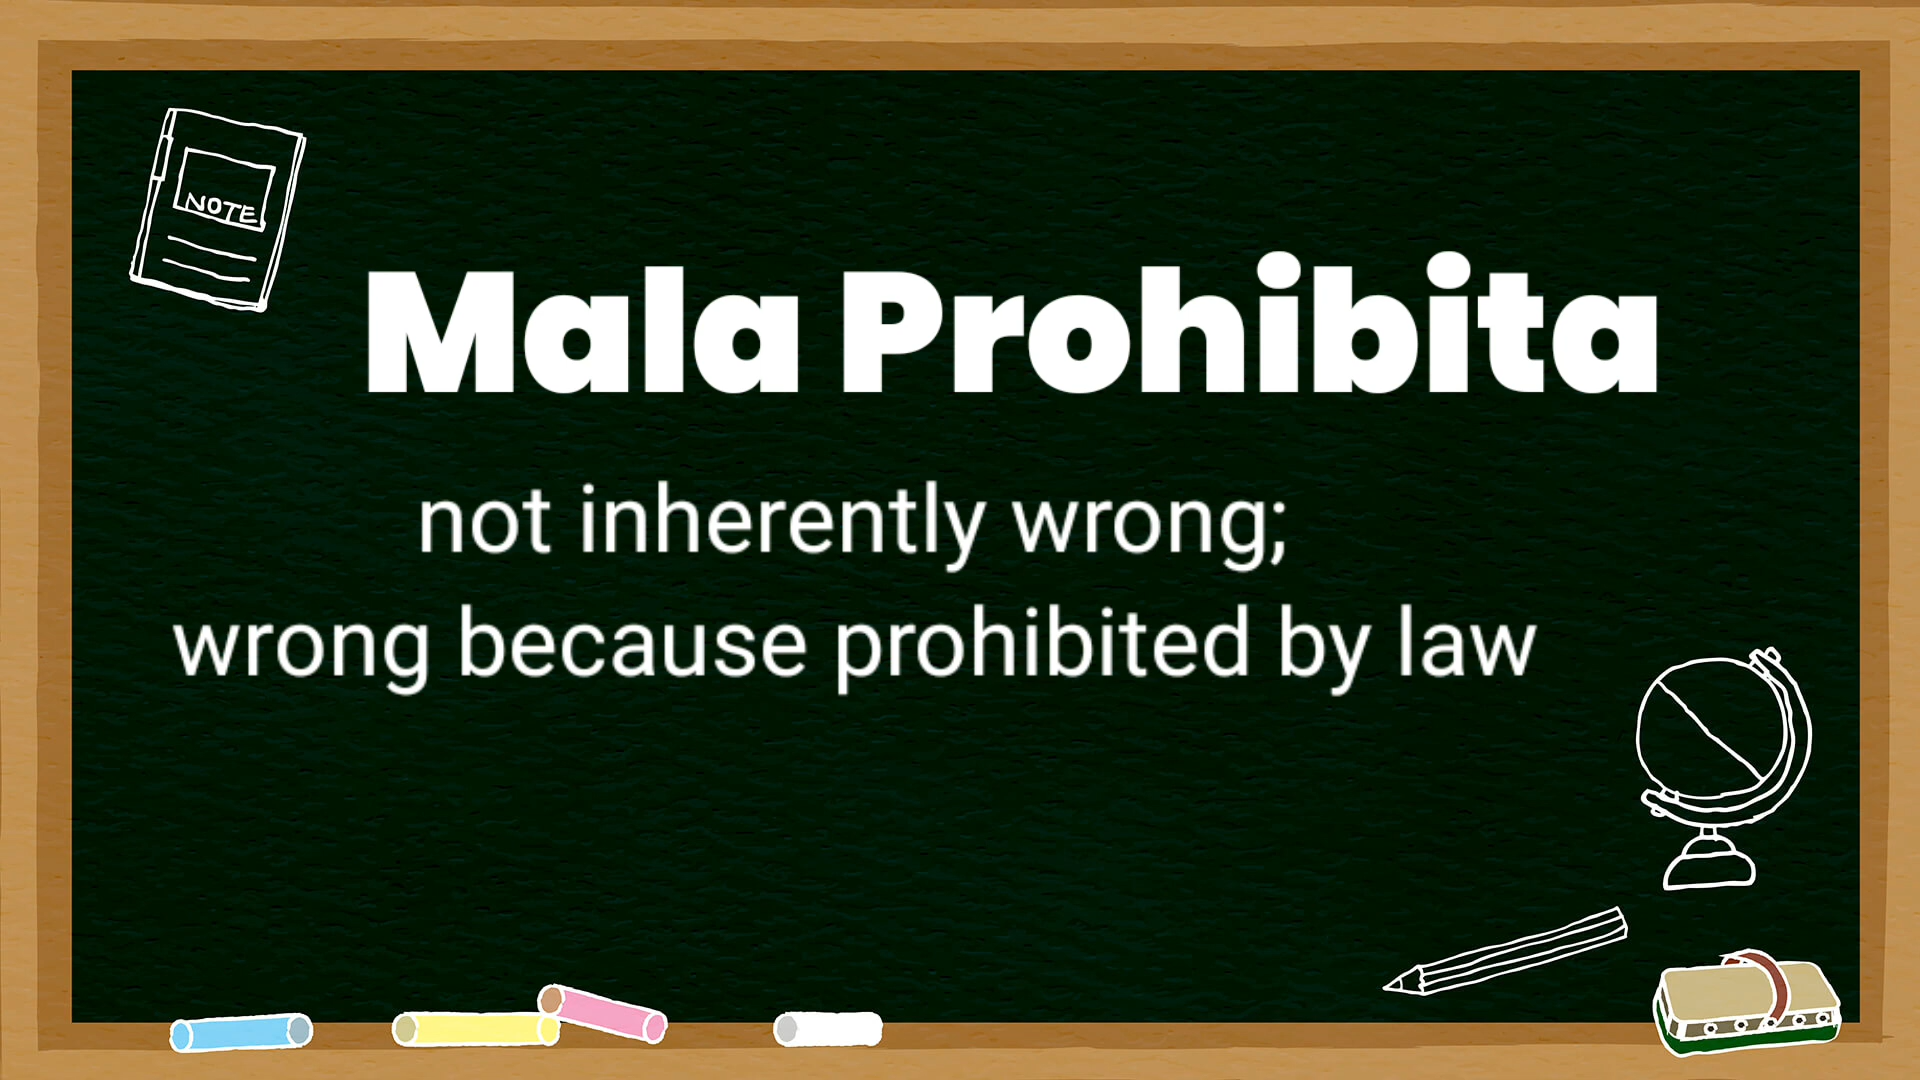 NOTE
Mala Prohibita
not inherently wrong;
wrong because prohibited by law